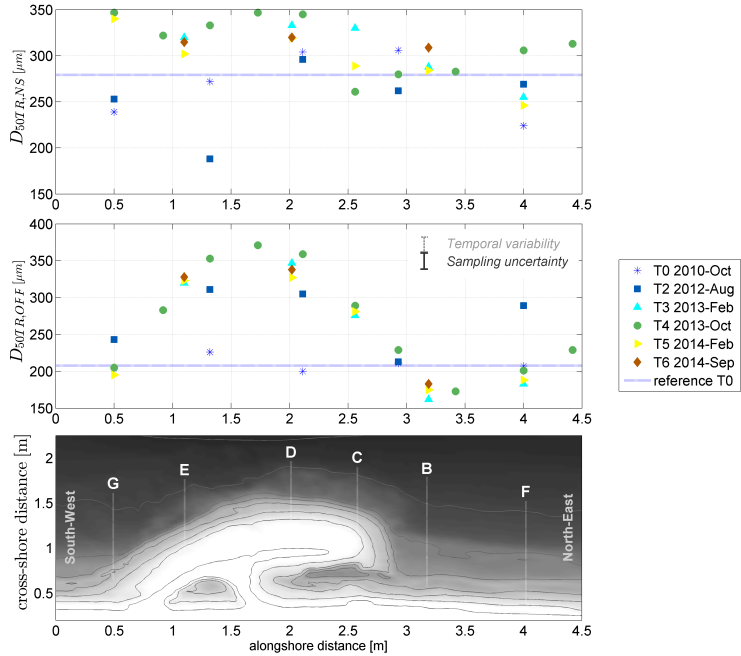 350
300
250
200
150
D50TR,NS [μm]
0 0.5 1 1.5 2 2.5 3 3.5 4 4.5
400
350
300
250
200
150
D50TR,OFF [μm]
Temporal variability
Sampling uncertainty
0 0.5 1 1.5 2 2.5 3 3.5 4 4.5
T0 2010-Oct
T2 2012-Aug
T3 2013-Feb
T4 2013-Oct
T5 2014-Feb
T6 2014-Sep
reference T0
2
1.5
1
0.5
cross-shore distance [m]
South-West
G
E
D
C
B
F
North-East
0 0.5 1 1.5 2 2.5 3 3.5 4 4.5
alongshore distance [m]